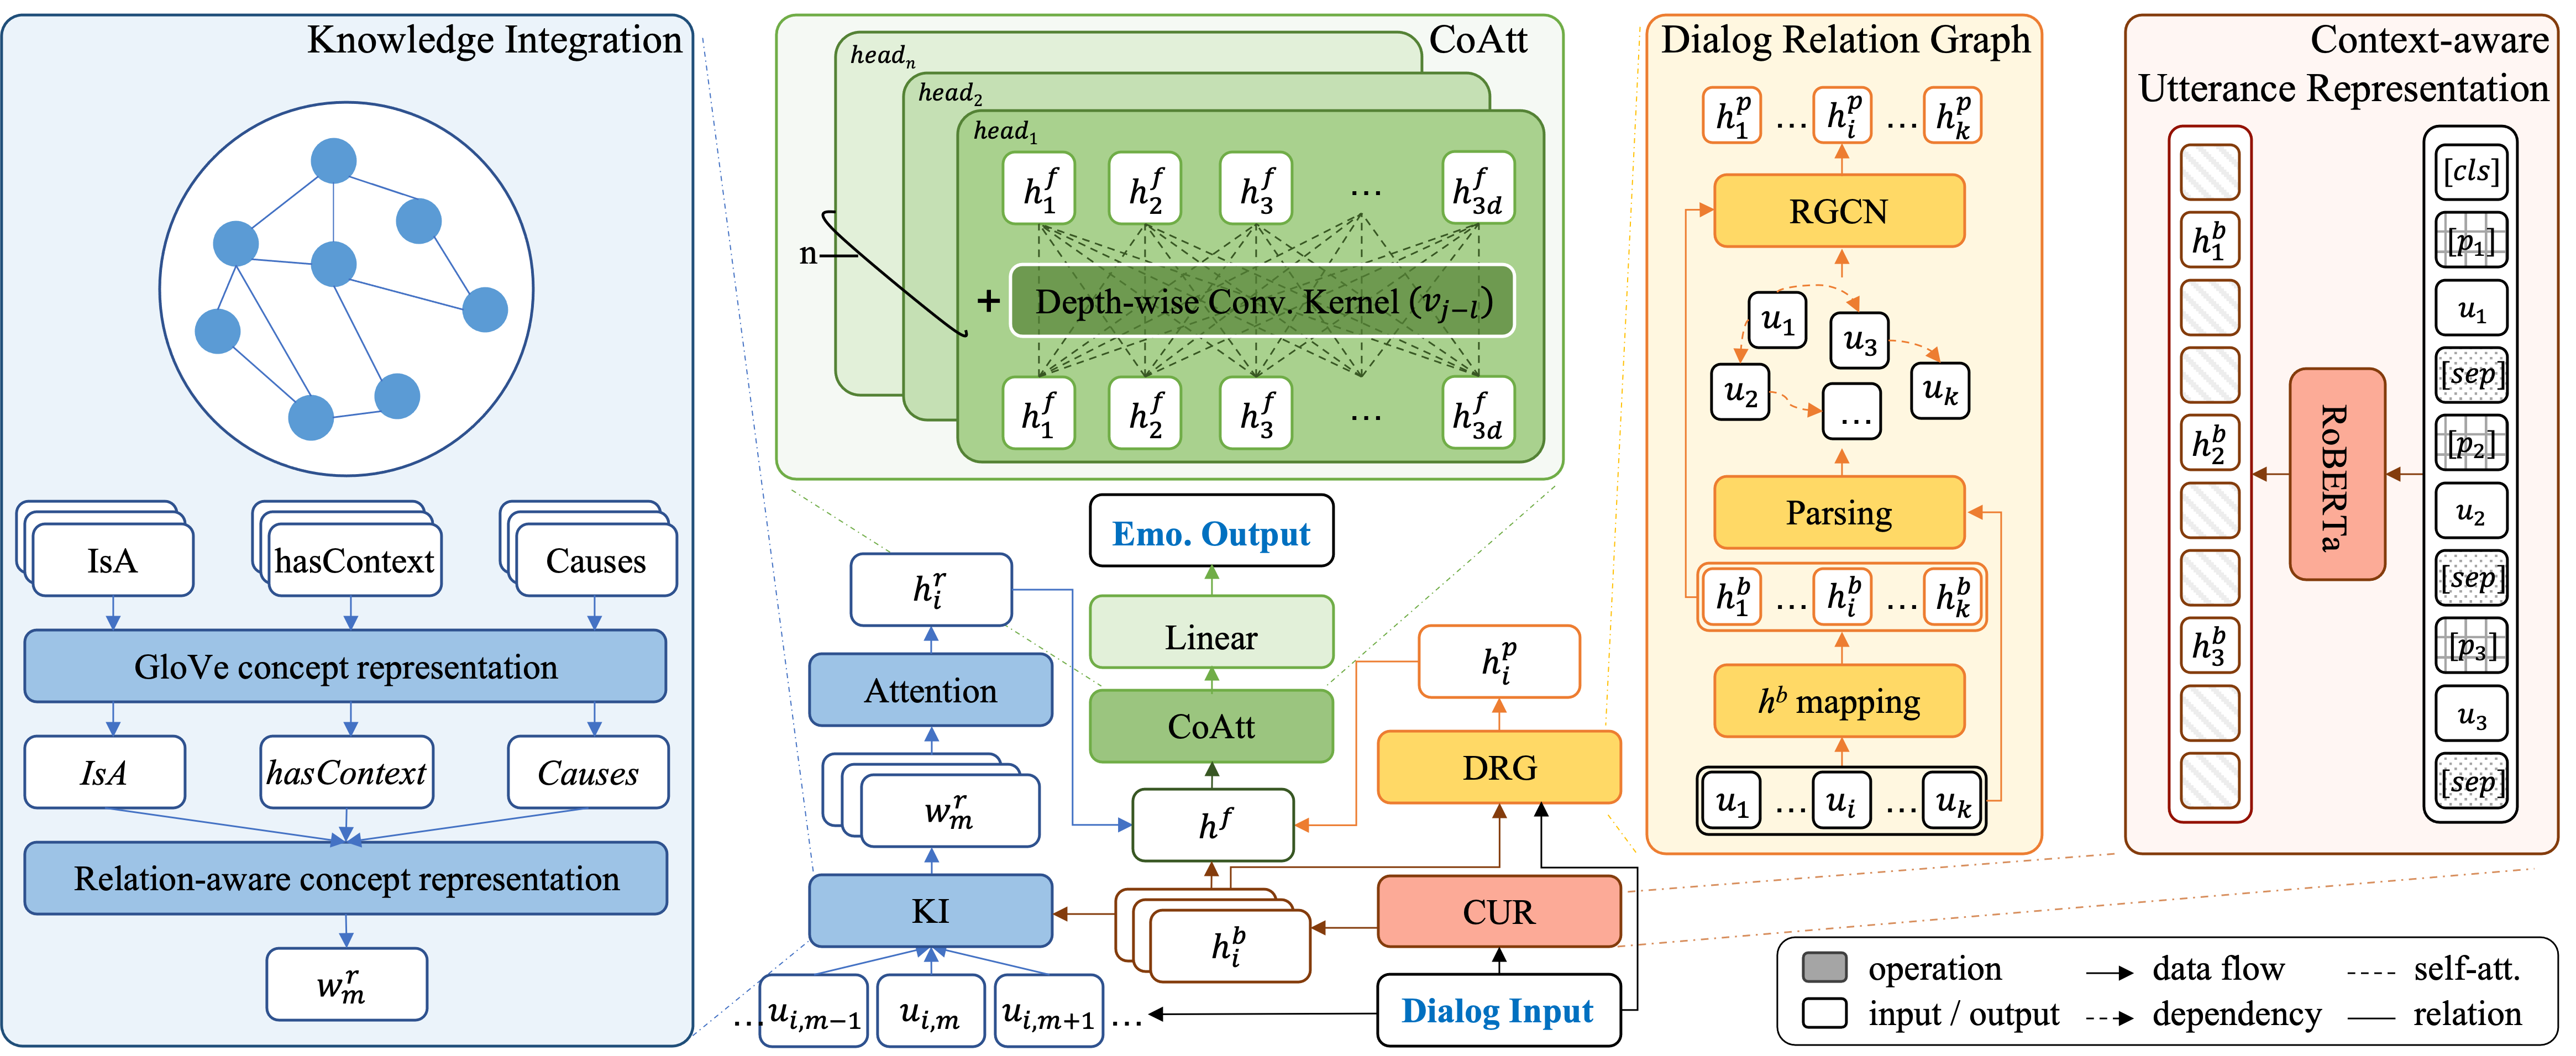 Knowledge Integration
IsA
hasContext
Causes
GloVe concept representation
IsA
hasContext
Causes
Relation-aware concept representation
w_m^r
CoAtt
head_n
head_2
head_1
h_1^f h_2^f h_3^f ... h_{3d}^f
n
+ Depth-wise Conv. Kernel (v_{j-l})
h_1^f h_2^f h_3^f ... h_{3d}^f
Emo. Output
h_i^r
Linear
Attention
CoAtt
h_i^p
w_m^r
h^f
DRG
KI
h_i^b
CUR
... u_{i,m-1} u_{i,m} u_{i,m+1} ...
Dialog Input
Dialog Relation Graph
h_1^p ... h_i^p ... h_k^p
RGCN
u_1
u_3
u_2
u_k
...
Parsing
h_1^b ... h_i^b ... h_k^b
h^b mapping
u_1 ... u_i ... u_k
Context-aware
Utterance Representation
h_1^b
h_2^b
h_3^b
RoBERTa
[cls]
[p_1]
u_1
[sep]
[p_2]
u_2
[sep]
[p_3]
u_3
[sep]
operation data flow self-att.
input / output dependency relation